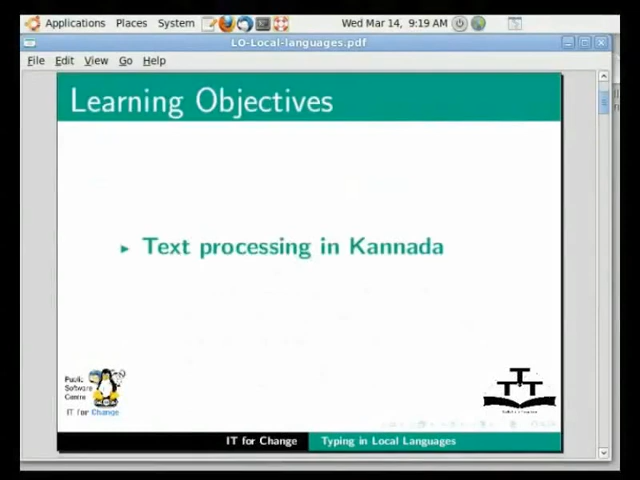 Applications Places System Wed Mar 14, 9:19 AM
LO-Local-languages.pdf
File Edit View Go Help
Learning Objectives
Text processing in Kannada
Public
Software
Centre
IT for Change
IT for Change Typing in Local Languages